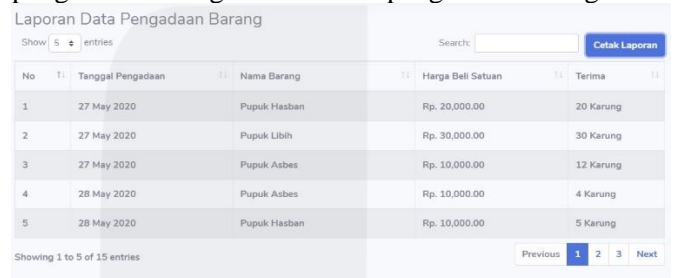 Laporan Data Pengadaan Barang
Show 5 entries Search: Cetak Laporan
No Tanggal Pengadaan Nama Barang Harga Beli Satuan Terima
1 27 May 2020 Pupuk Hasban Rp. 20,000.00 20 Karung
2 27 May 2020 Pupuk Libih Rp. 30,000.00 30 Karung
3 27 May 2020 Pupuk Asbes Rp. 10,000.00 12 Karung
4 28 May 2020 Pupuk Asbes Rp. 10,000.00 4 Karung
5 28 May 2020 Pupuk Hasban Rp. 10,000.00 5 Karung
Showing 1 to 5 of 15 entries Previous 1 2 3 Next